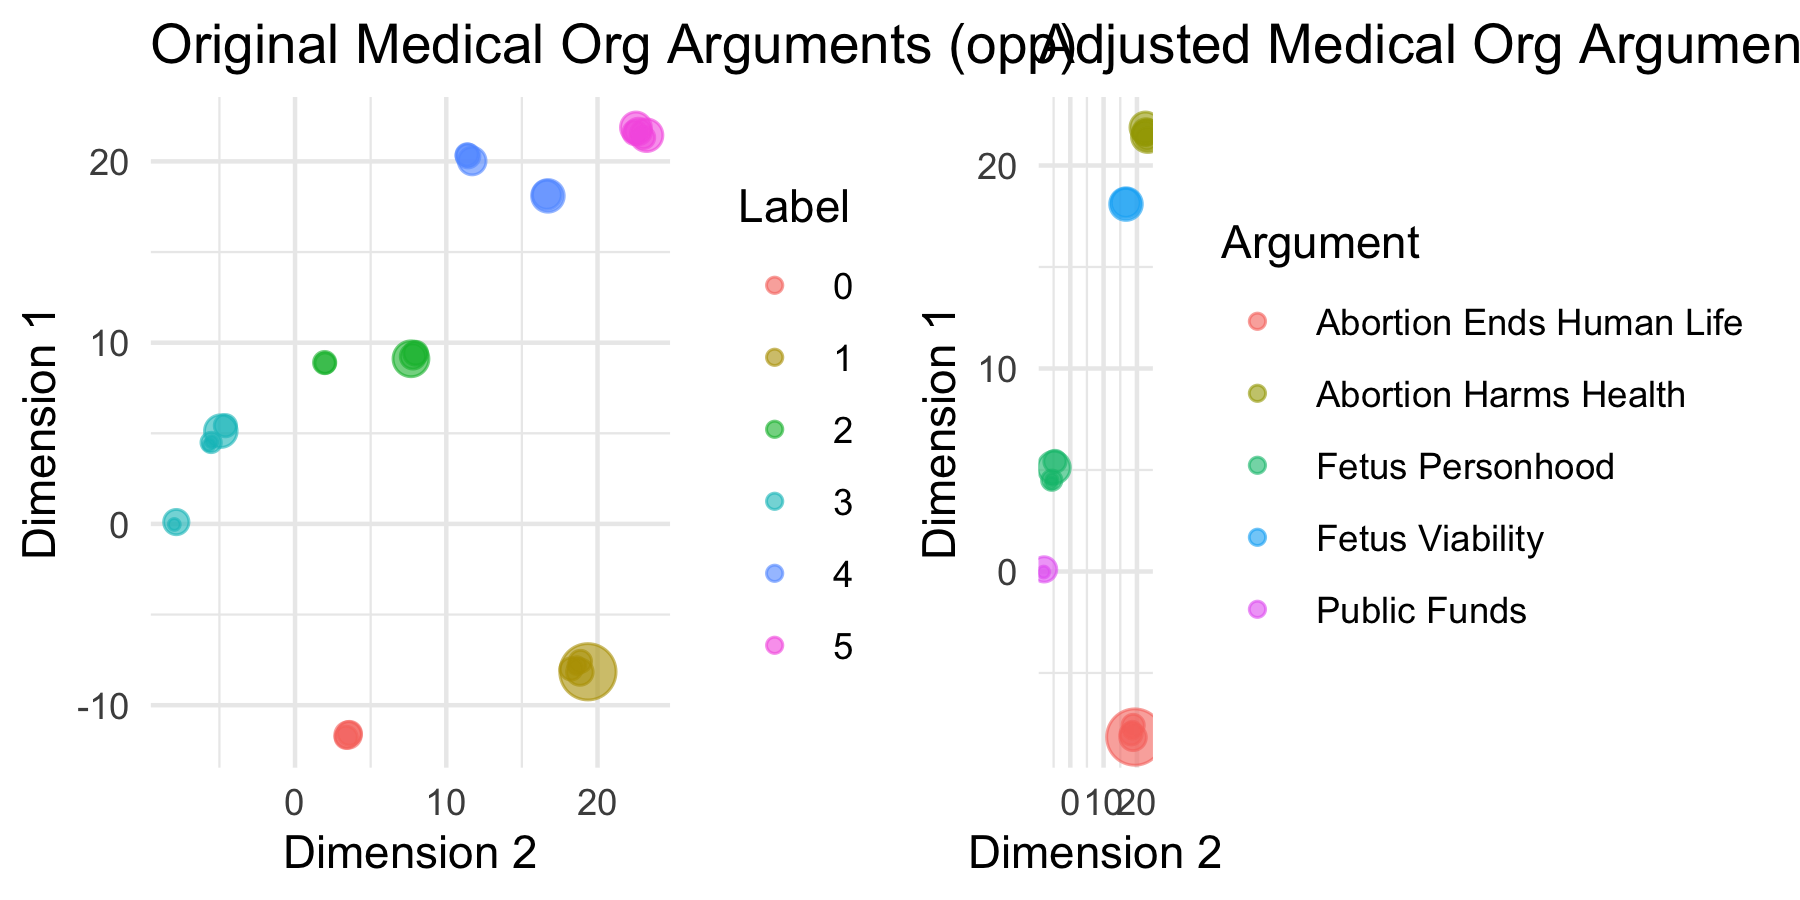 Original Medical Org Arguments (opp)
Adjusted Medical Org Argumen
Dimension 1
20
10
0
-10
0
10
20
Dimension 2
Label
0
1
2
3
4
5
Dimension 1
20
10
0
0
10
20
Dimension 2
Argument
Abortion Ends Human Life
Abortion Harms Health
Fetus Personhood
Fetus Viability
Public Funds